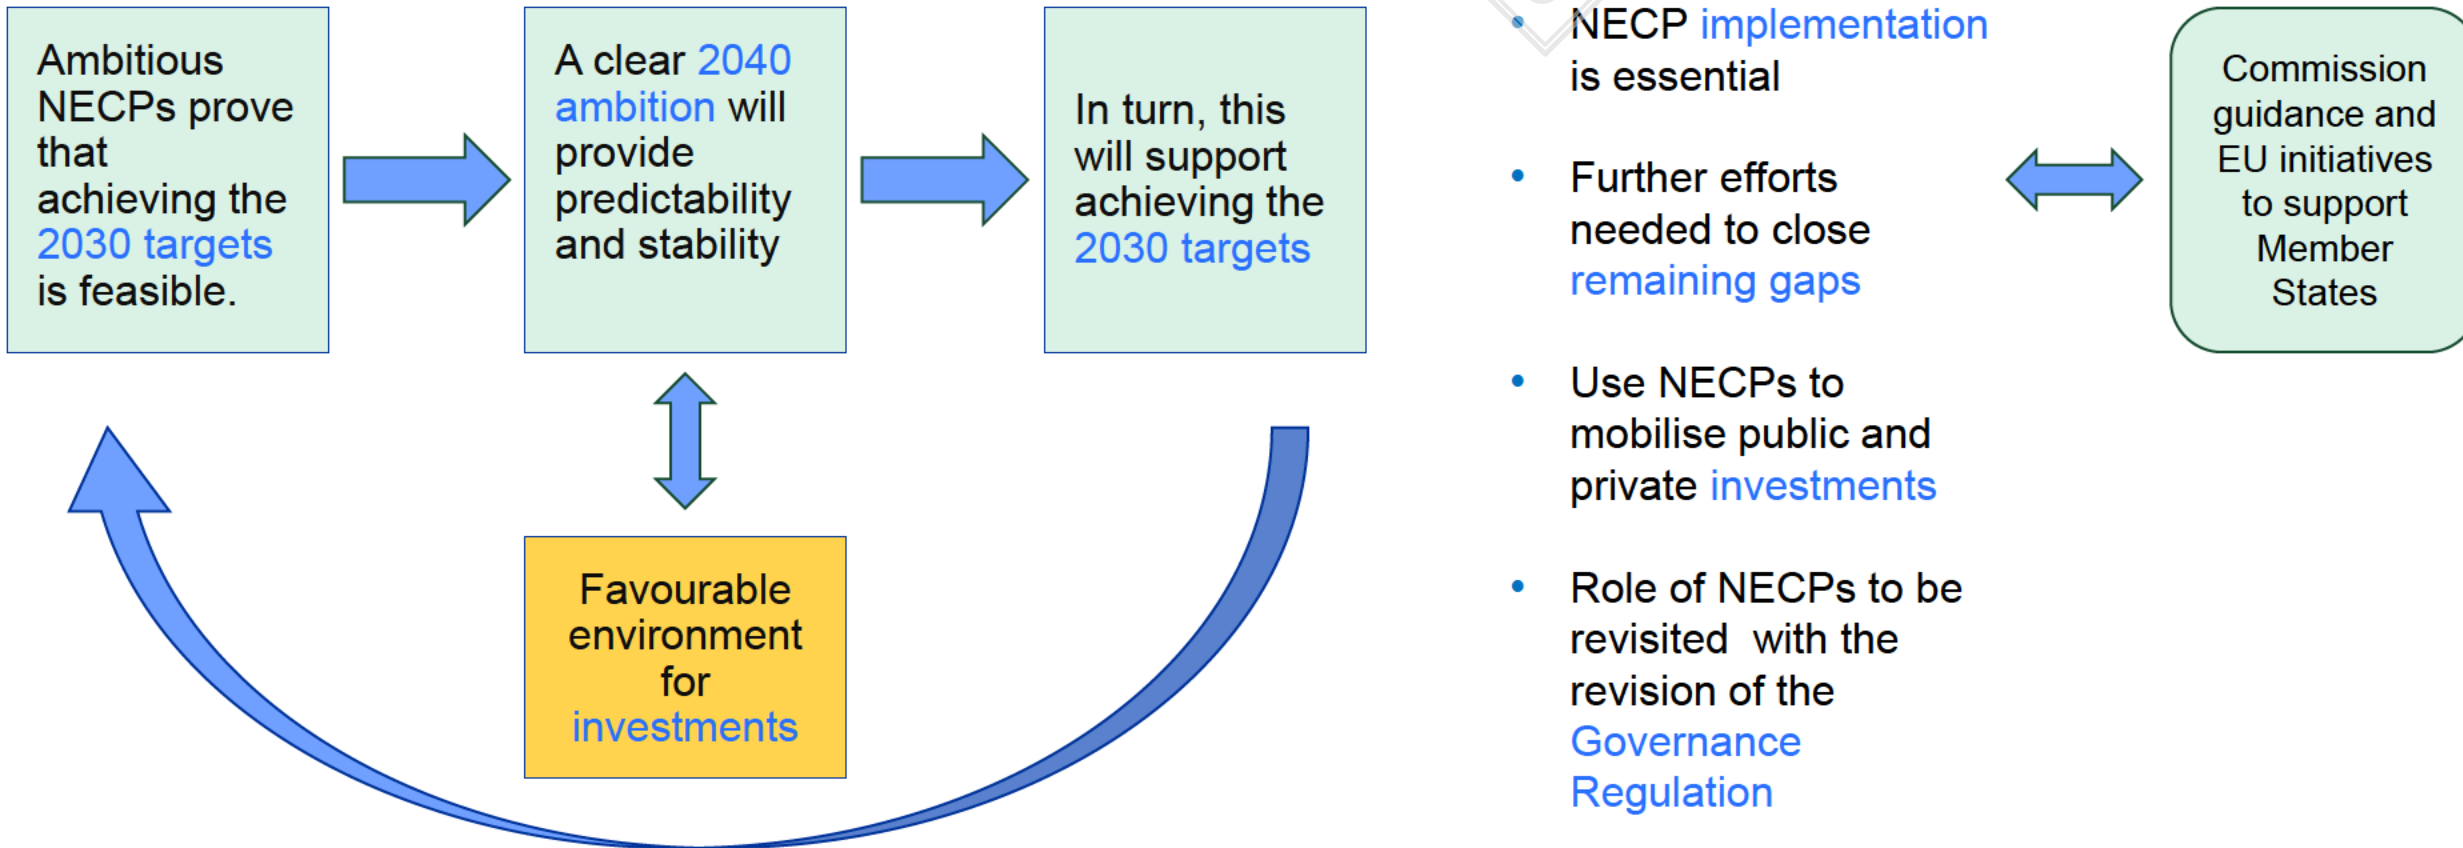 Ambitious
NECPs prove
that
achieving the
2030 targets
is feasible.
A clear 2040
ambition will
provide
predictability
and stability
In turn, this
will support
achieving the
2030 targets
Favourable
environment
for
investments
• NECP implementation
is essential
• Further efforts
needed to close
remaining gaps
• Use NECPs to
mobilise public and
private investments
• Role of NECPs to be
revisited  with the
revision of the
Governance
Regulation
Commission
guidance and
EU initiatives
to support
Member
States